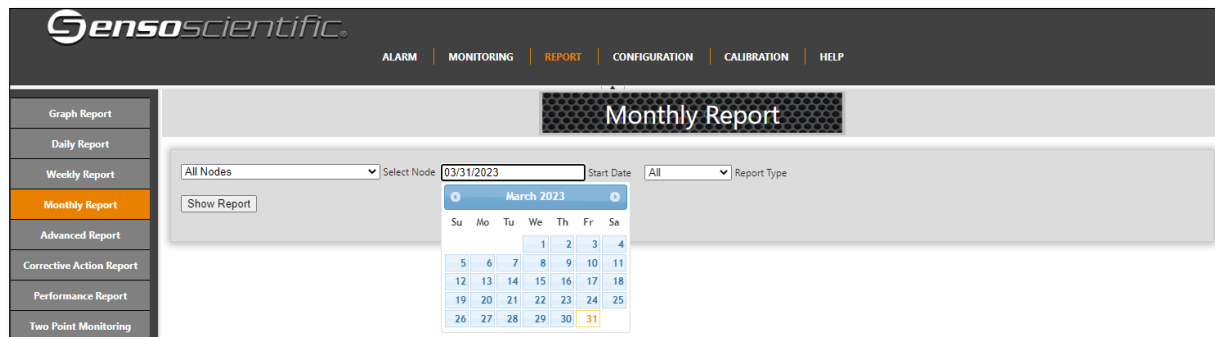 Sensoscientific®
ALARM MONITORING REPORT CONFIGURATION CALIBRATION HELP
Monthly Report
Graph Report
Daily Report
Weekly Report
Monthly Report
Advanced Report
Corrective Action Report
Performance Report
Two Point Monitoring
All Nodes Select Node 03/31/2023 Start Date All Report Type
Show Report
March 2023
Su Mo Tu We Th Fr Sa
1 2 3 4
5 6 7 8 9 10 11
12 13 14 15 16 17 18
19 20 21 22 23 24 25
26 27 28 29 30 31